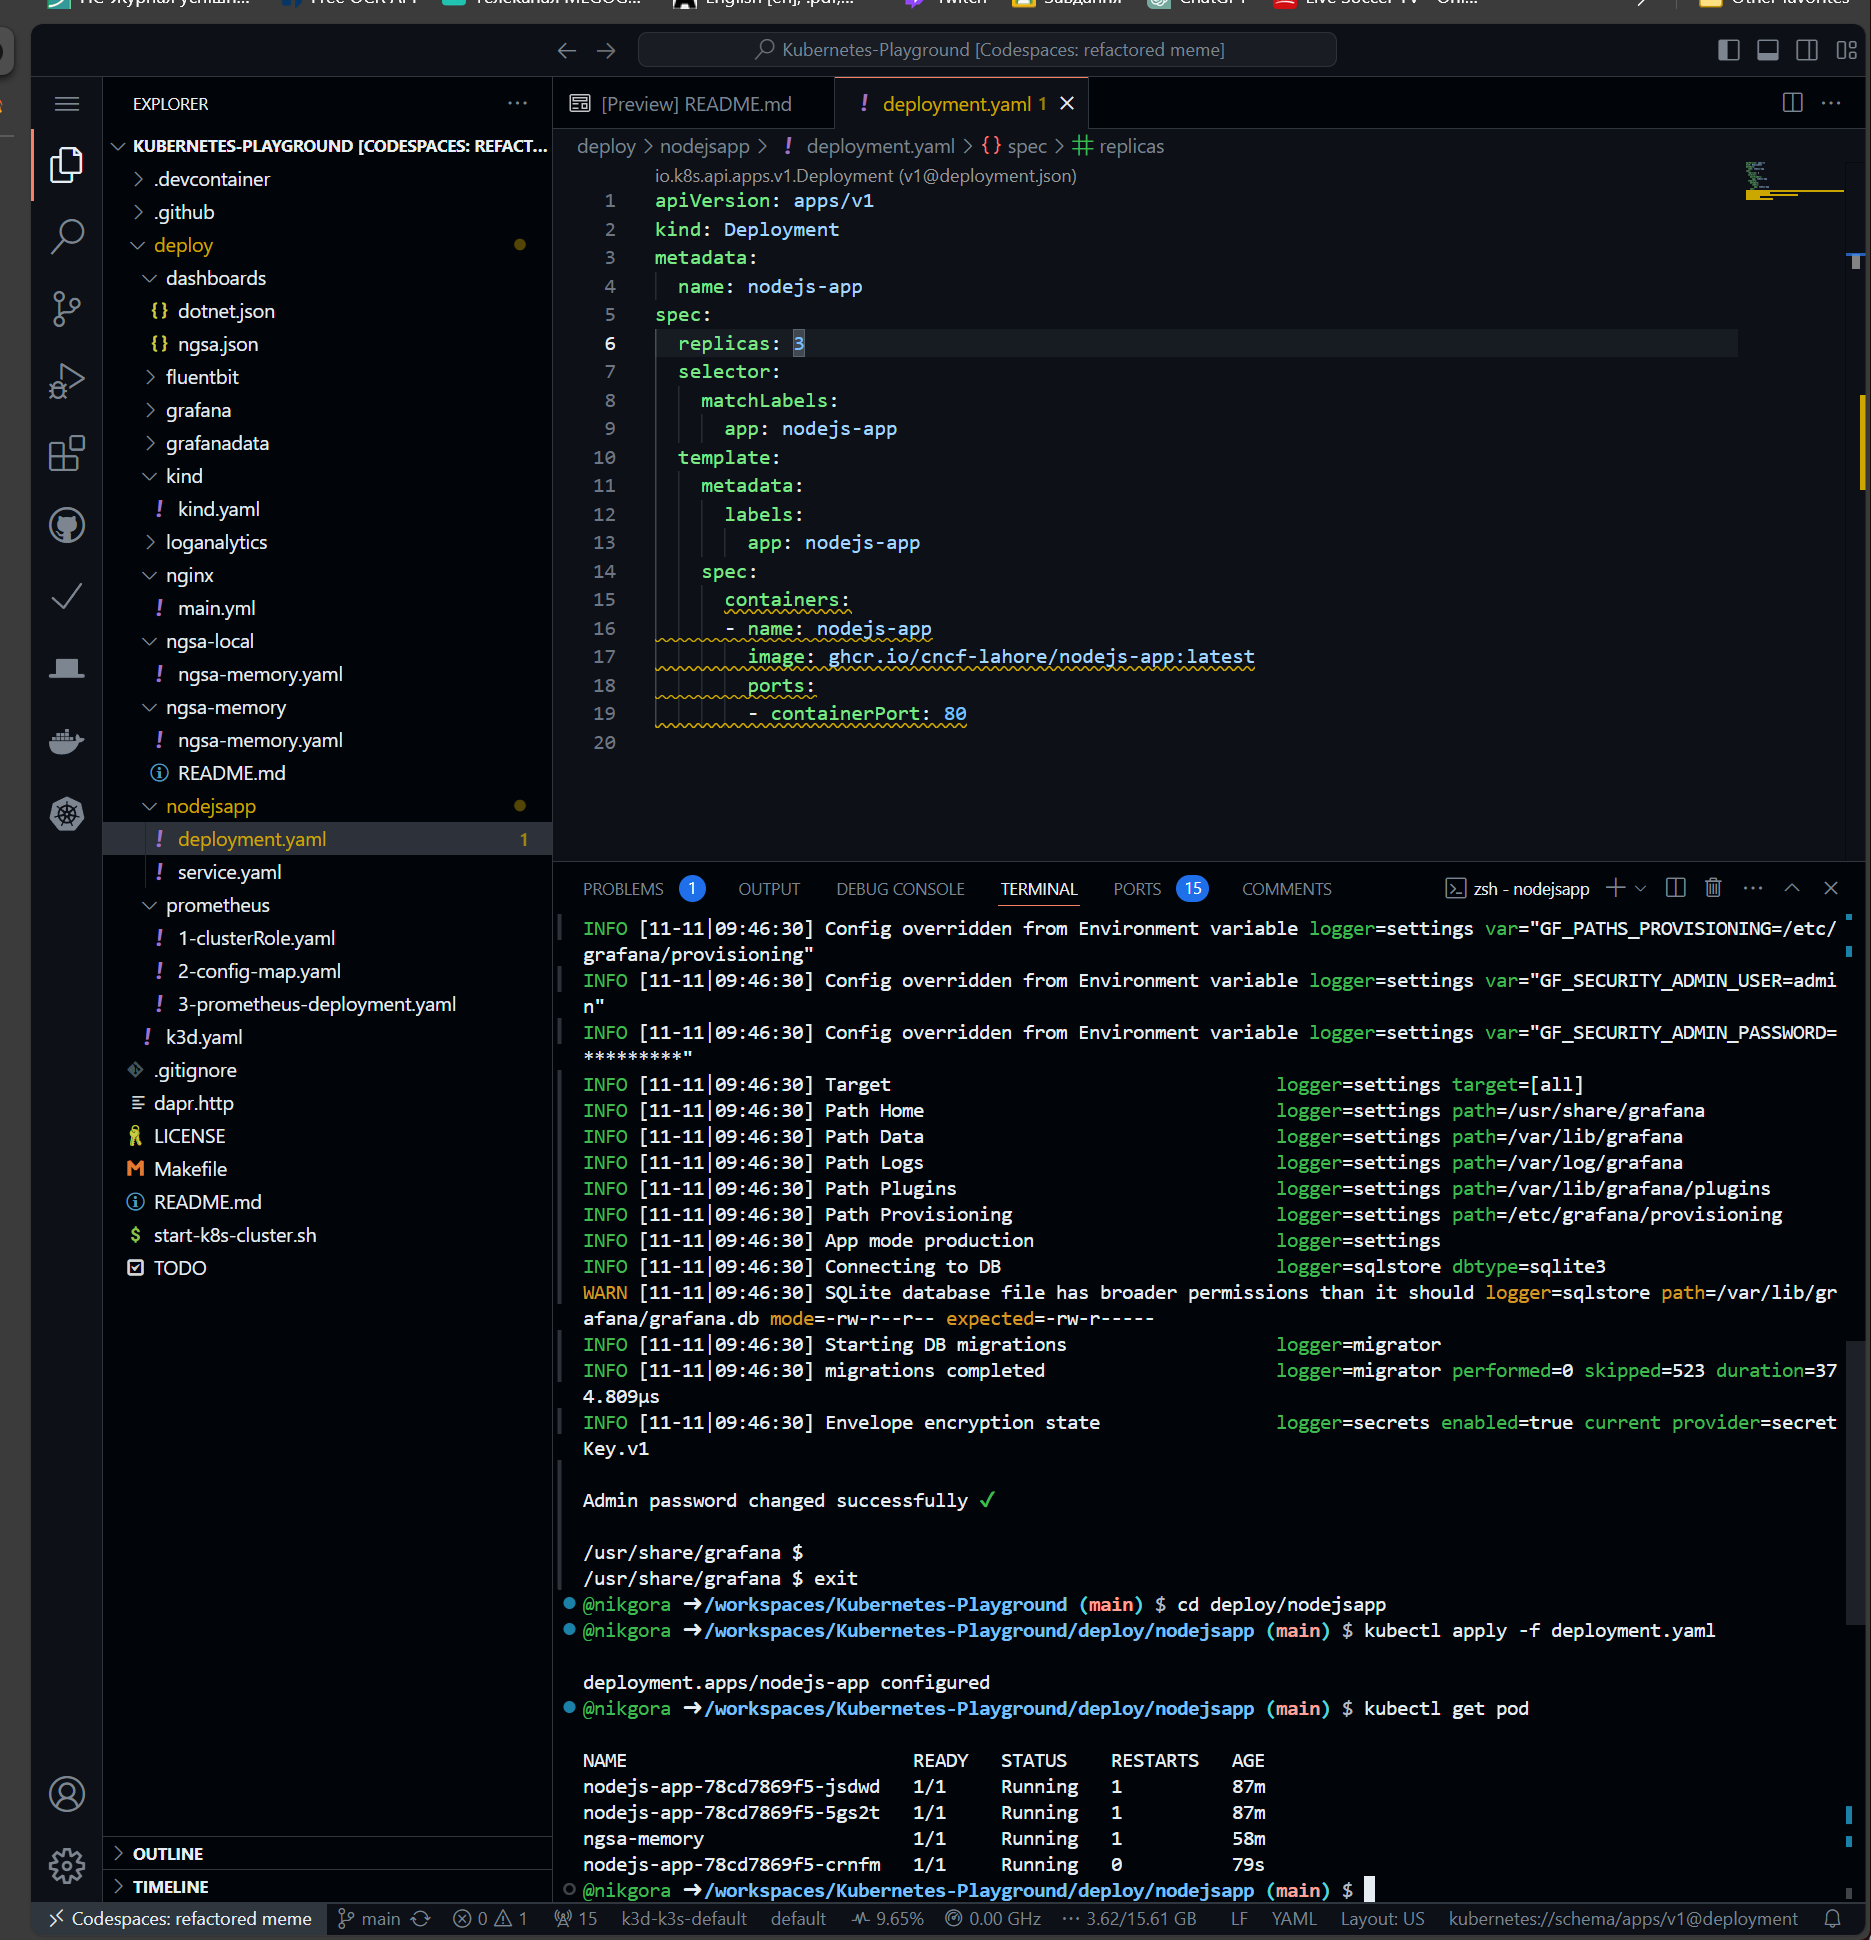 Kubernetes-Playground [Codespaces: refactored meme]
EXPLORER
KUBERNETES-PLAYGROUND [CODESPACES: REFACT...
.devcontainer
.github
deploy
dashboards
dotnet.json
ngsa.json
fluentbit
grafana
grafanadata
kind
kind.yaml
loganalytics
nginx
main.yml
ngsa-local
ngsa-memory.yaml
ngsa-memory
ngsa-memory.yaml
README.md
nodejsapp
deployment.yaml 1
service.yaml
prometheus
1-clusterRole.yaml
2-config-map.yaml
3-prometheus-deployment.yaml
k3d.yaml
.gitignore
dapr.http
LICENSE
Makefile
README.md
start-k8s-cluster.sh
TODO
OUTLINE
TIMELINE
[Preview] README.md
deployment.yaml 1
deploy > nodejsapp > ! deployment.yaml > {} spec > # replicas
io.k8s.api.apps.v1.Deployment (v1@deployment.json)
1 apiVersion: apps/v1
2 kind: Deployment
3 metadata:
4   name: nodejs-app
5 spec:
6   replicas: 3
7   selector:
8     matchLabels:
9       app: nodejs-app
10   template:
11     metadata:
12       labels:
13         app: nodejs-app
14     spec:
15       containers:
16       - name: nodejs-app
17         image: ghcr.io/cncf-lahore/nodejs-app:latest
18         ports:
19         - containerPort: 80
20
PROBLEMS 1 OUTPUT DEBUG CONSOLE TERMINAL PORTS 15 COMMENTS zsh - nodejsapp
INFO [11-11|09:46:30] Config overridden from Environment variable logger=settings var="GF_PATHS_PROVISIONING=/etc/
grafana/provisioning"
INFO [11-11|09:46:30] Config overridden from Environment variable logger=settings var="GF_SECURITY_ADMIN_USER=admi
n"
INFO [11-11|09:46:30] Config overridden from Environment variable logger=settings var="GF_SECURITY_ADMIN_PASSWORD=
*********"
INFO [11-11|09:46:30] Target logger=settings target=[all]
INFO [11-11|09:46:30] Path Home logger=settings path=/usr/share/grafana
INFO [11-11|09:46:30] Path Data logger=settings path=/var/lib/grafana
INFO [11-11|09:46:30] Path Logs logger=settings path=/var/log/grafana
INFO [11-11|09:46:30] Path Plugins logger=settings path=/var/lib/grafana/plugins
INFO [11-11|09:46:30] Path Provisioning logger=settings path=/etc/grafana/provisioning
INFO [11-11|09:46:30] App mode production logger=settings
INFO [11-11|09:46:30] Connecting to DB logger=sqlstore dbtype=sqlite3
WARN [11-11|09:46:30] SQLite database file has broader permissions than it should logger=sqlstore path=/var/lib/gr
afana/grafana.db mode=-rw-r--r-- expected=-rw-r-----
INFO [11-11|09:46:30] Starting DB migrations logger=migrator
INFO [11-11|09:46:30] migrations completed logger=migrator performed=0 skipped=523 duration=37
4.809µs
INFO [11-11|09:46:30] Envelope encryption state logger=secrets enabled=true current provider=secret
Key.v1
Admin password changed successfully ✓
/usr/share/grafana $
/usr/share/grafana $ exit
@nikgora ➜/workspaces/Kubernetes-Playground (main) $ cd deploy/nodejsapp
@nikgora ➜/workspaces/Kubernetes-Playground/deploy/nodejsapp (main) $ kubectl apply -f deployment.yaml
deployment.apps/nodejs-app configured
@nikgora ➜/workspaces/Kubernetes-Playground/deploy/nodejsapp (main) $ kubectl get pod
NAME READY STATUS RESTARTS AGE
nodejs-app-78cd7869f5-jsdwd 1/1 Running 1 87m
nodejs-app-78cd7869f5-5gs2t 1/1 Running 1 87m
ngsa-memory 1/1 Running 1 58m
nodejs-app-78cd7869f5-crnfm 1/1 Running 0 79s
@nikgora ➜/workspaces/Kubernetes-Playground/deploy/nodejsapp (main) $
Codespaces: refactored meme main 0 1 15 k3d-k3s-default default 9.65% 0.00 GHz 3.62/15.61 GB LF YAML Layout: US kubernetes://schema/apps/v1@deployment